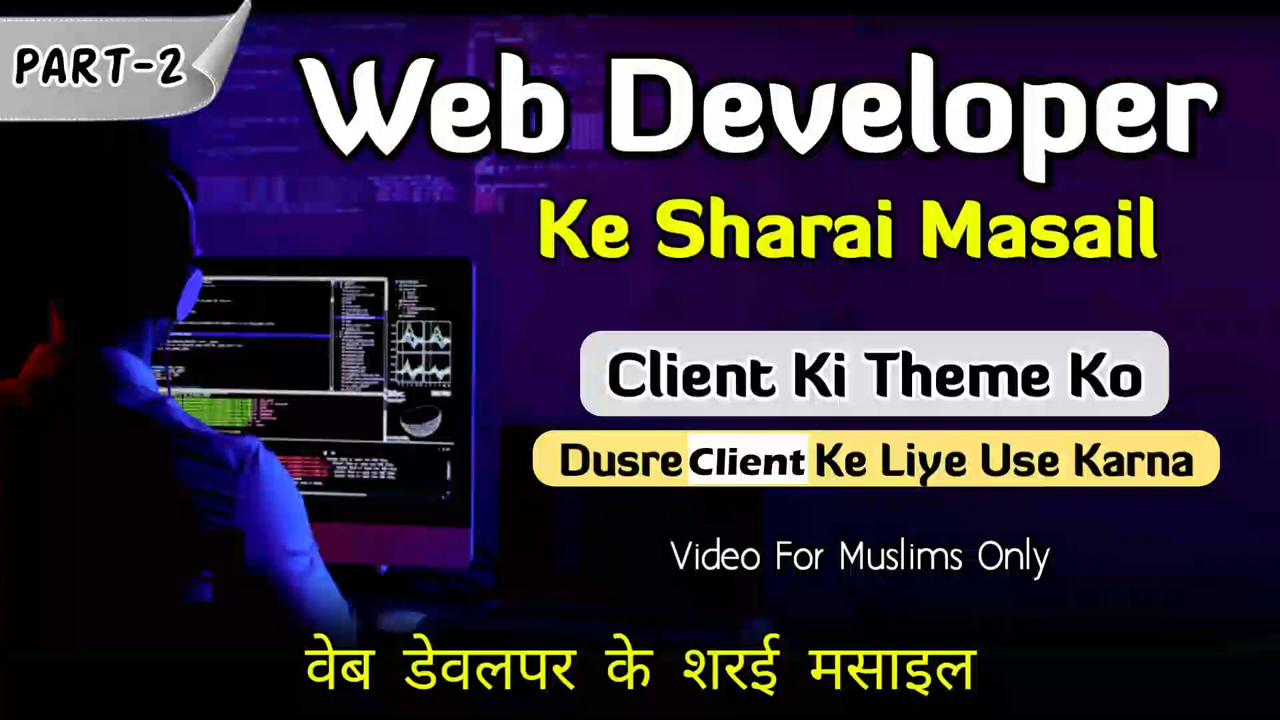 PART-2
Web Developer
Ke Sharai Masail
Client Ki Theme Ko
Dusre Client Ke Liye Use Karna
Video For Muslims Only
वेब डेवलपर के शरई मसाइल